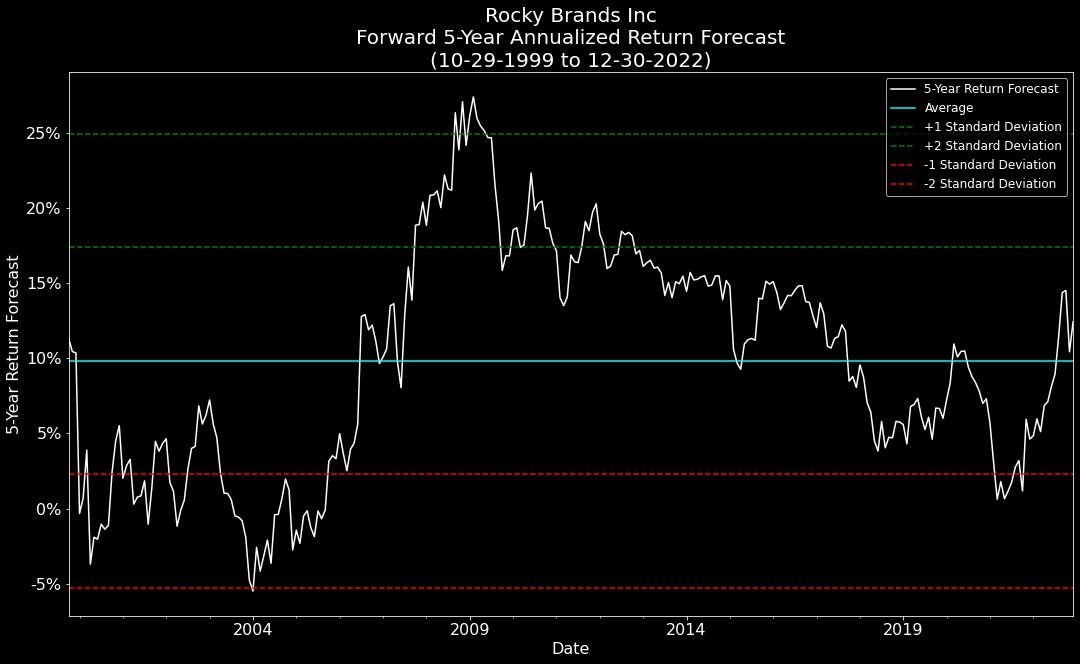 Rocky Brands Inc
Forward 5-Year Annualized Return Forecast
(10-29-1999 to 12-30-2022)
5-Year Return Forecast
Average
+1 Standard Deviation
+2 Standard Deviation
-1 Standard Deviation
-2 Standard Deviation
25%
20%
15%
10%
5%
0%
-5%
5-Year Return Forecast
2004
2009
2014
2019
Date